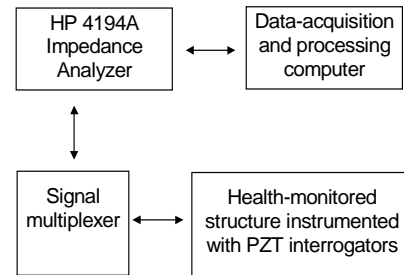 HP 4194A
Impedance
Analyzer
Data-acquisition
and processing
computer
Signal
multiplexer
Health-monitored
structure instrumented
with PZT interrogators